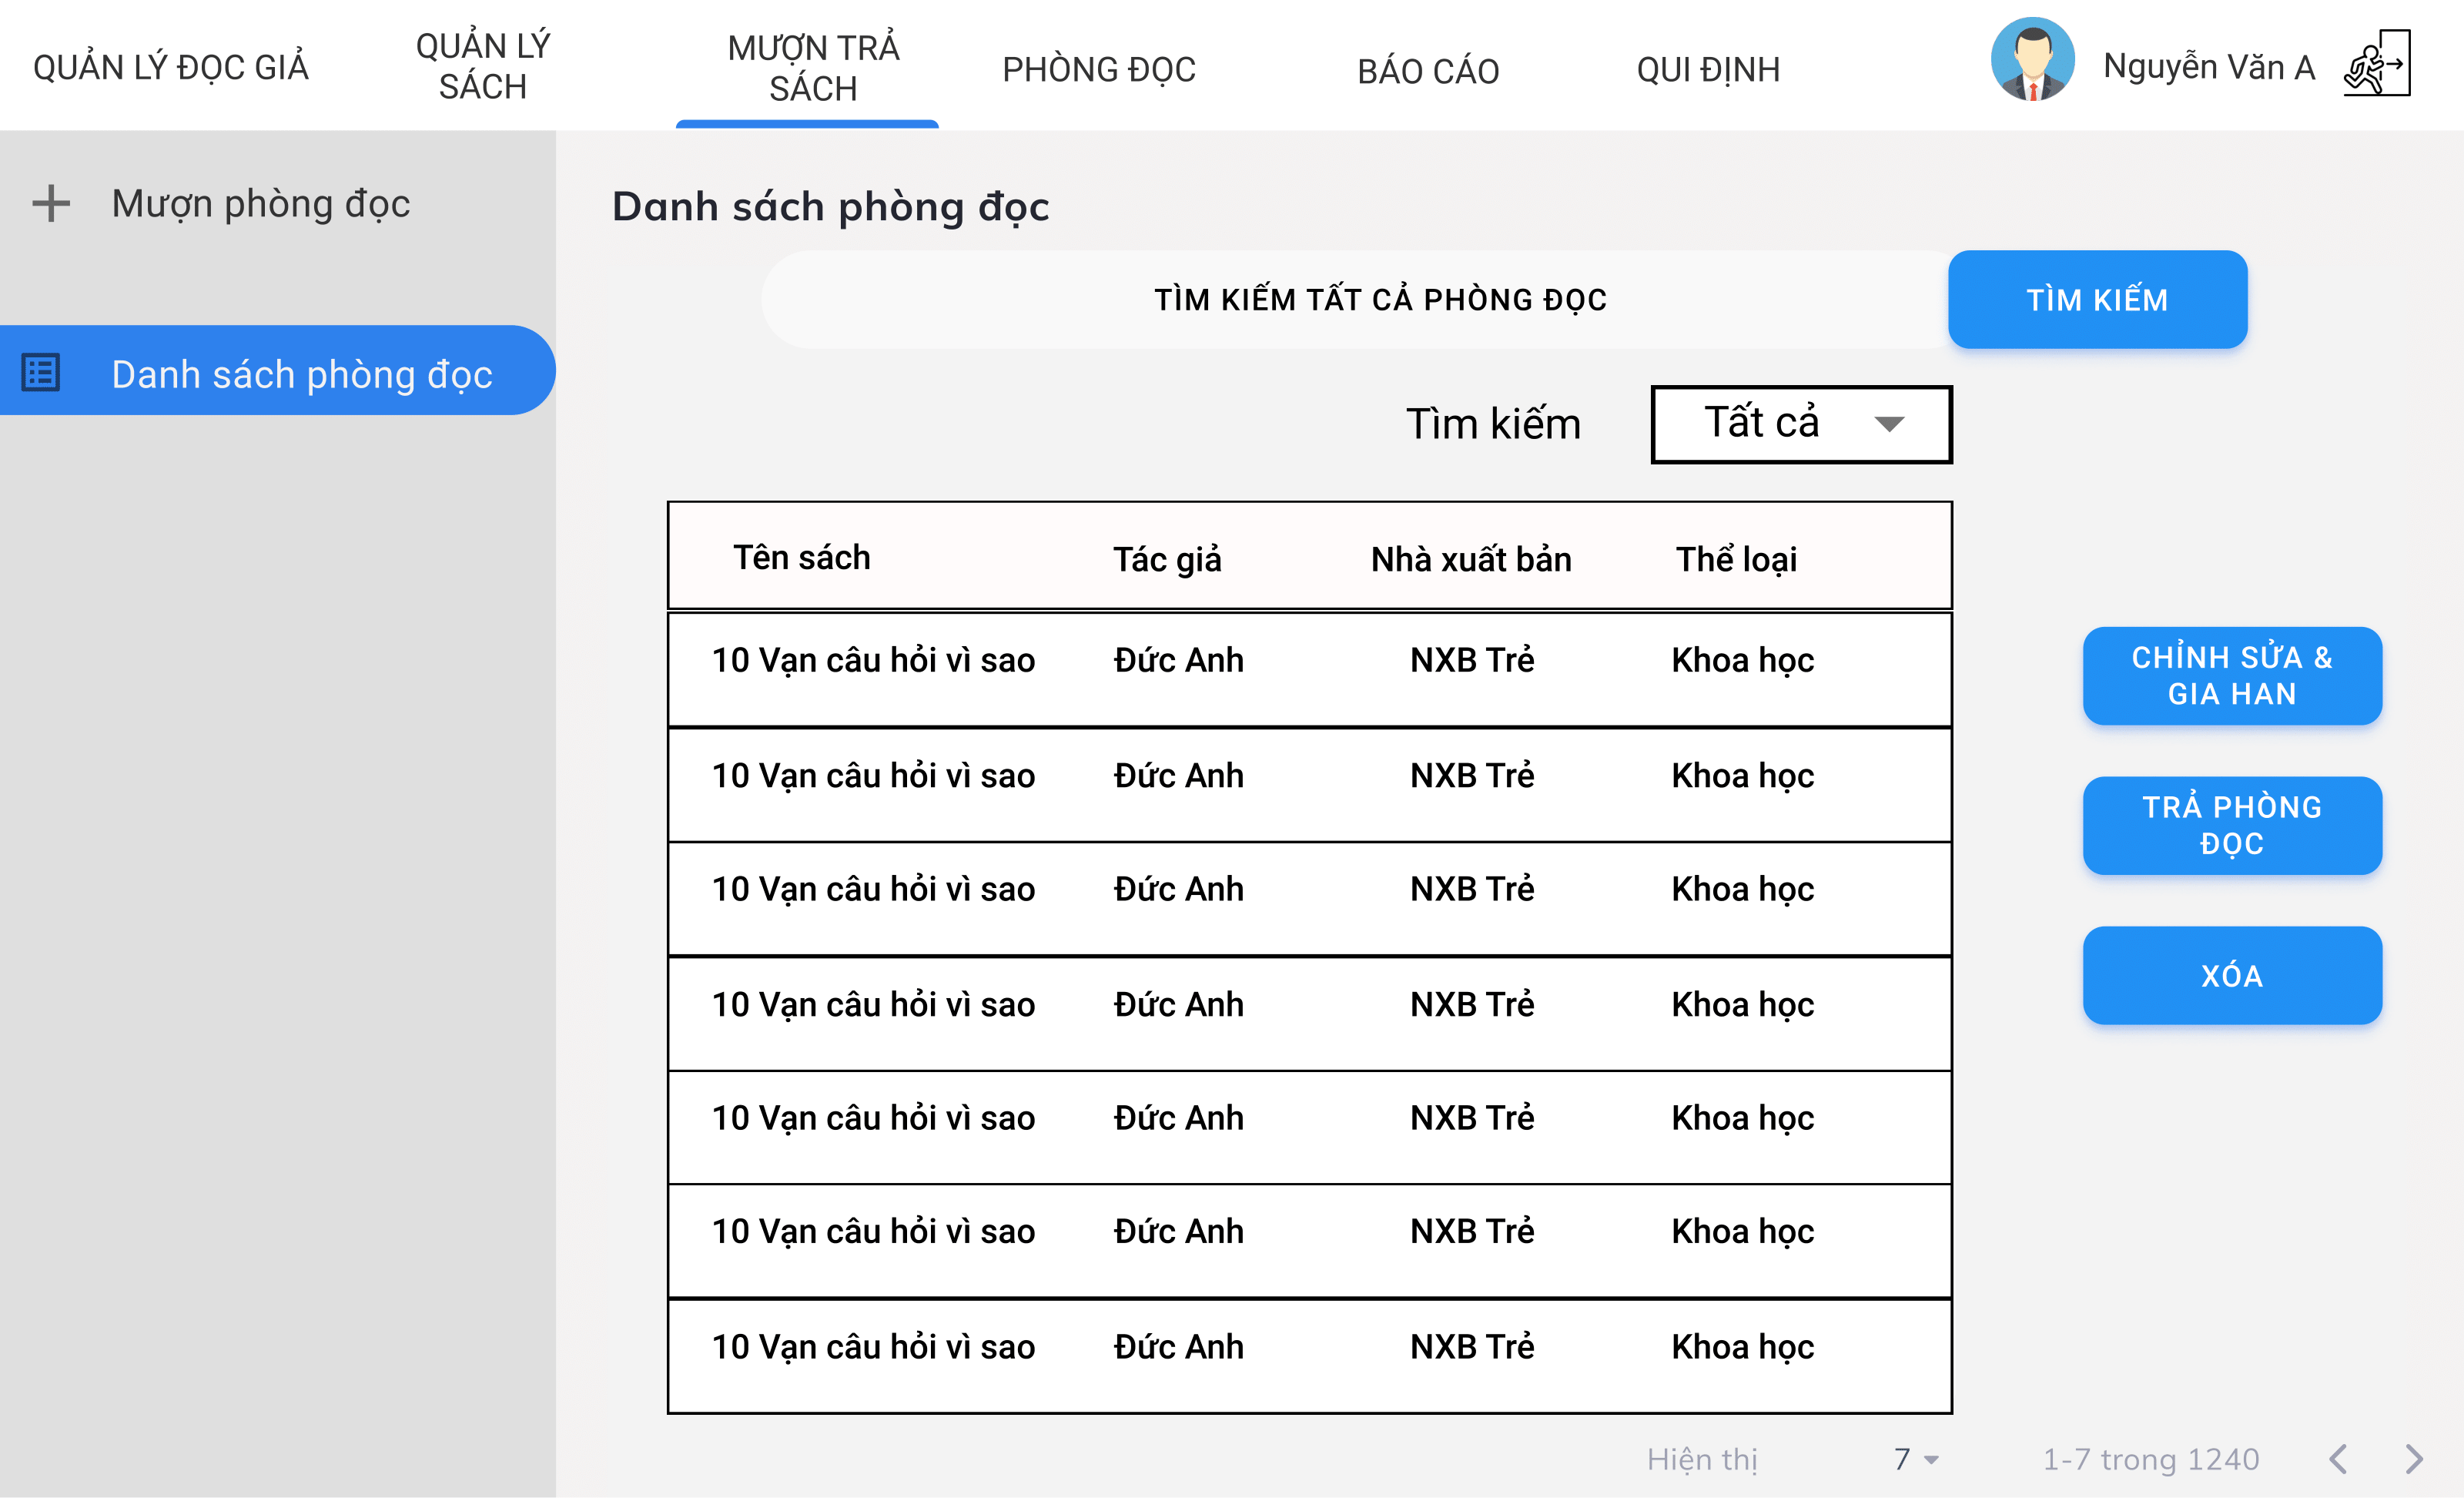 QUẢN LÝ ĐỌC GIẢ
QUẢN LÝ
SÁCH
MƯỢN TRẢ
SÁCH
PHÒNG ĐỌC
BÁO CÁO
QUI ĐỊNH
Nguyễn Văn A
Mượn phòng đọc
Danh sách phòng đọc
Danh sách phòng đọc
TÌM KIẾM TẤT CẢ PHÒNG ĐỌC
TÌM KIẾM
Tìm kiếm
Tất cả
Tên sách Tác giả Nhà xuất bản Thể loại
10 Vạn câu hỏi vì sao Đức Anh NXB Trẻ Khoa học
10 Vạn câu hỏi vì sao Đức Anh NXB Trẻ Khoa học
10 Vạn câu hỏi vì sao Đức Anh NXB Trẻ Khoa học
10 Vạn câu hỏi vì sao Đức Anh NXB Trẻ Khoa học
10 Vạn câu hỏi vì sao Đức Anh NXB Trẻ Khoa học
10 Vạn câu hỏi vì sao Đức Anh NXB Trẻ Khoa học
10 Vạn câu hỏi vì sao Đức Anh NXB Trẻ Khoa học
CHỈNH SỬA &
GIA HAN
TRẢ PHÒNG
ĐỌC
XÓA
Hiện thị 7 1-7 trong 1240